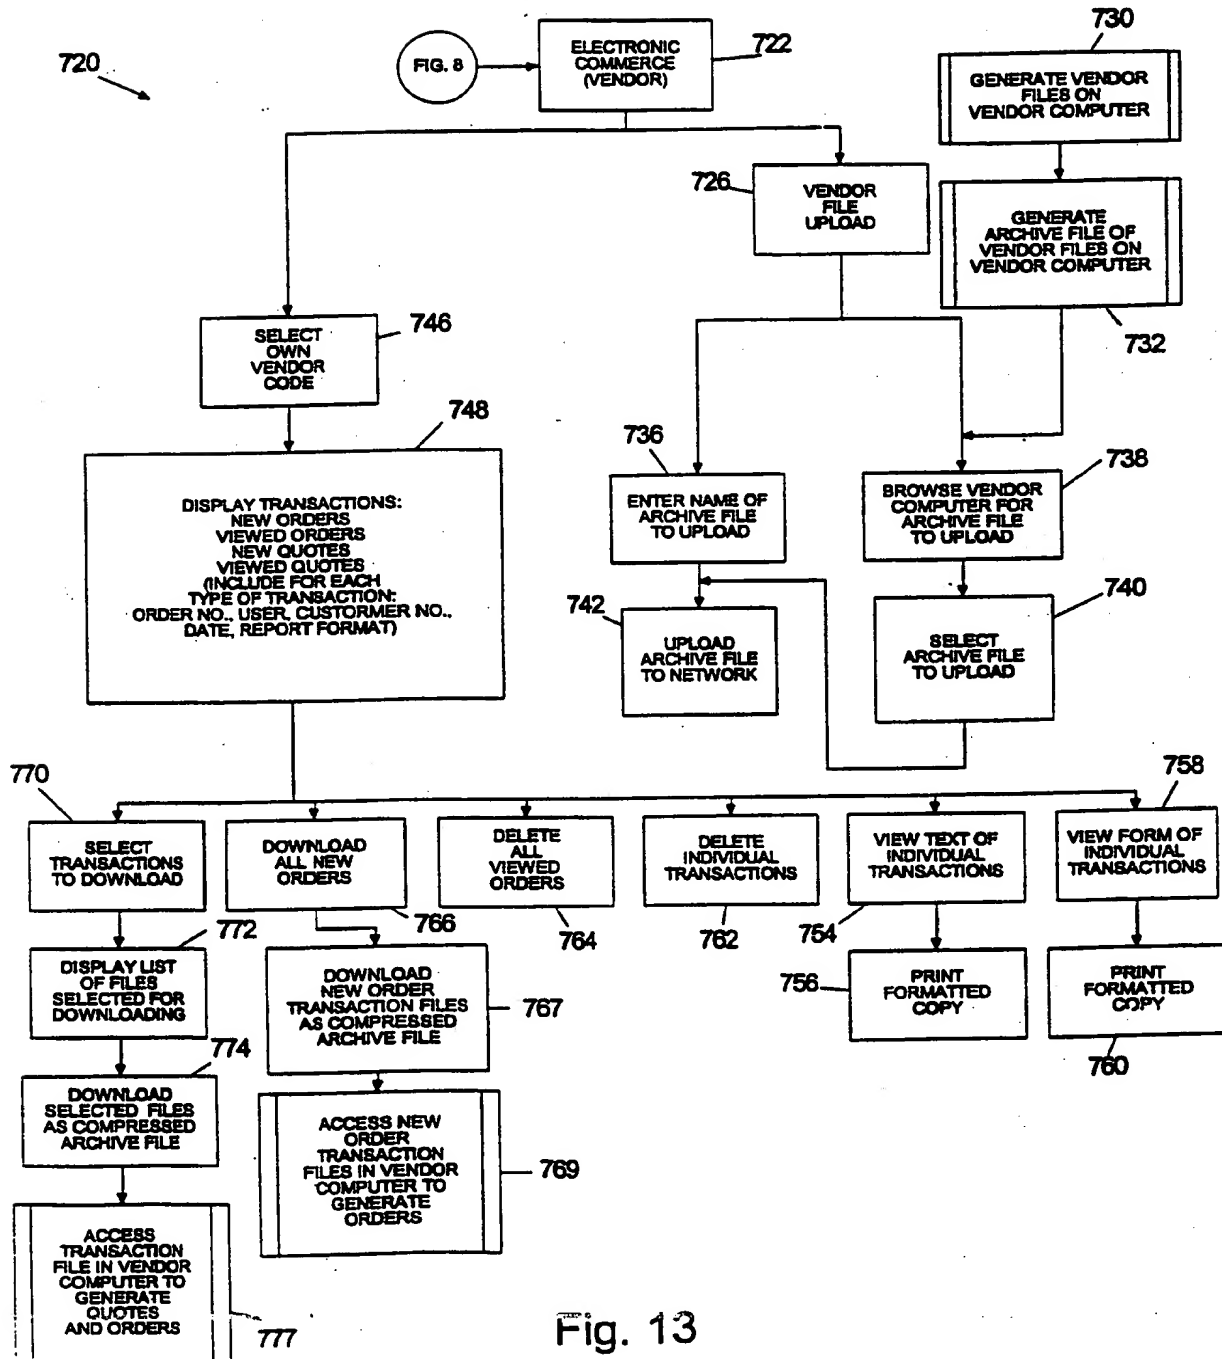 720
FIG. 8
ELECTRONIC
COMMERCE
(VENDOR)
722
730
GENERATE VENDOR
FILES ON
VENDOR COMPUTER
726
VENDOR
FILE
UPLOAD
GENERATE
ARCHIVE FILE OF
VENDOR FILES ON
VENDOR COMPUTER
732
SELECT
OWN
VENDOR
CODE
746
748
DISPLAY TRANSACTIONS:
NEW ORDERS
VIEWED ORDERS
NEW QUOTES
VIEWED QUOTES
(INCLUDE FOR EACH
TYPE OF TRANSACTION:
ORDER NO., USER, CUSTORMER NO.,
DATE, REPORT FORMAT)
736
ENTER NAME OF
ARCHIVE FILE
TO UPLOAD
738
BROWSE VENDOR
COMPUTER FOR
ARCHIVE FILE
TO UPLOAD
742
UPLOAD
ARCHIVE FILE
TO NETWORK
740
SELECT
ARCHIVE FILE
TO UPLOAD
770
SELECT
TRANSACTIONS
TO DOWNLOAD
DOWNLOAD
ALL NEW
ORDERS
766
DELETE
ALL
VIEWED
ORDERS
764
DELETE
INDIVIDUAL
TRANSACTIONS
762
VIEW TEXT OF
INDIVIDUAL
TRANSACTIONS
754
758
VIEW FORM OF
INDIVIDUAL
TRANSACTIONS
772
DISPLAY LIST
OF FILES
SELECTED FOR
DOWNLOADING
DOWNLOAD
NEW ORDER
TRANSACTION FILES
AS COMPRESSED
ARCHIVE FILE
767
756
PRINT
FORMATTED
COPY
PRINT
FORMATTED
COPY
760
774
DOWNLOAD
SELECTED FILES
AS COMPRESSED
ARCHIVE FILE
ACCESS NEW
ORDER
TRANSACTION
FILES IN VENDOR
COMPUTER TO
GENERATE
ORDERS
769
ACCESS
TRANSACTION
FILE IN VENDOR
COMPUTER TO
GENERATE
QUOTES
AND ORDERS
777
Fig. 13